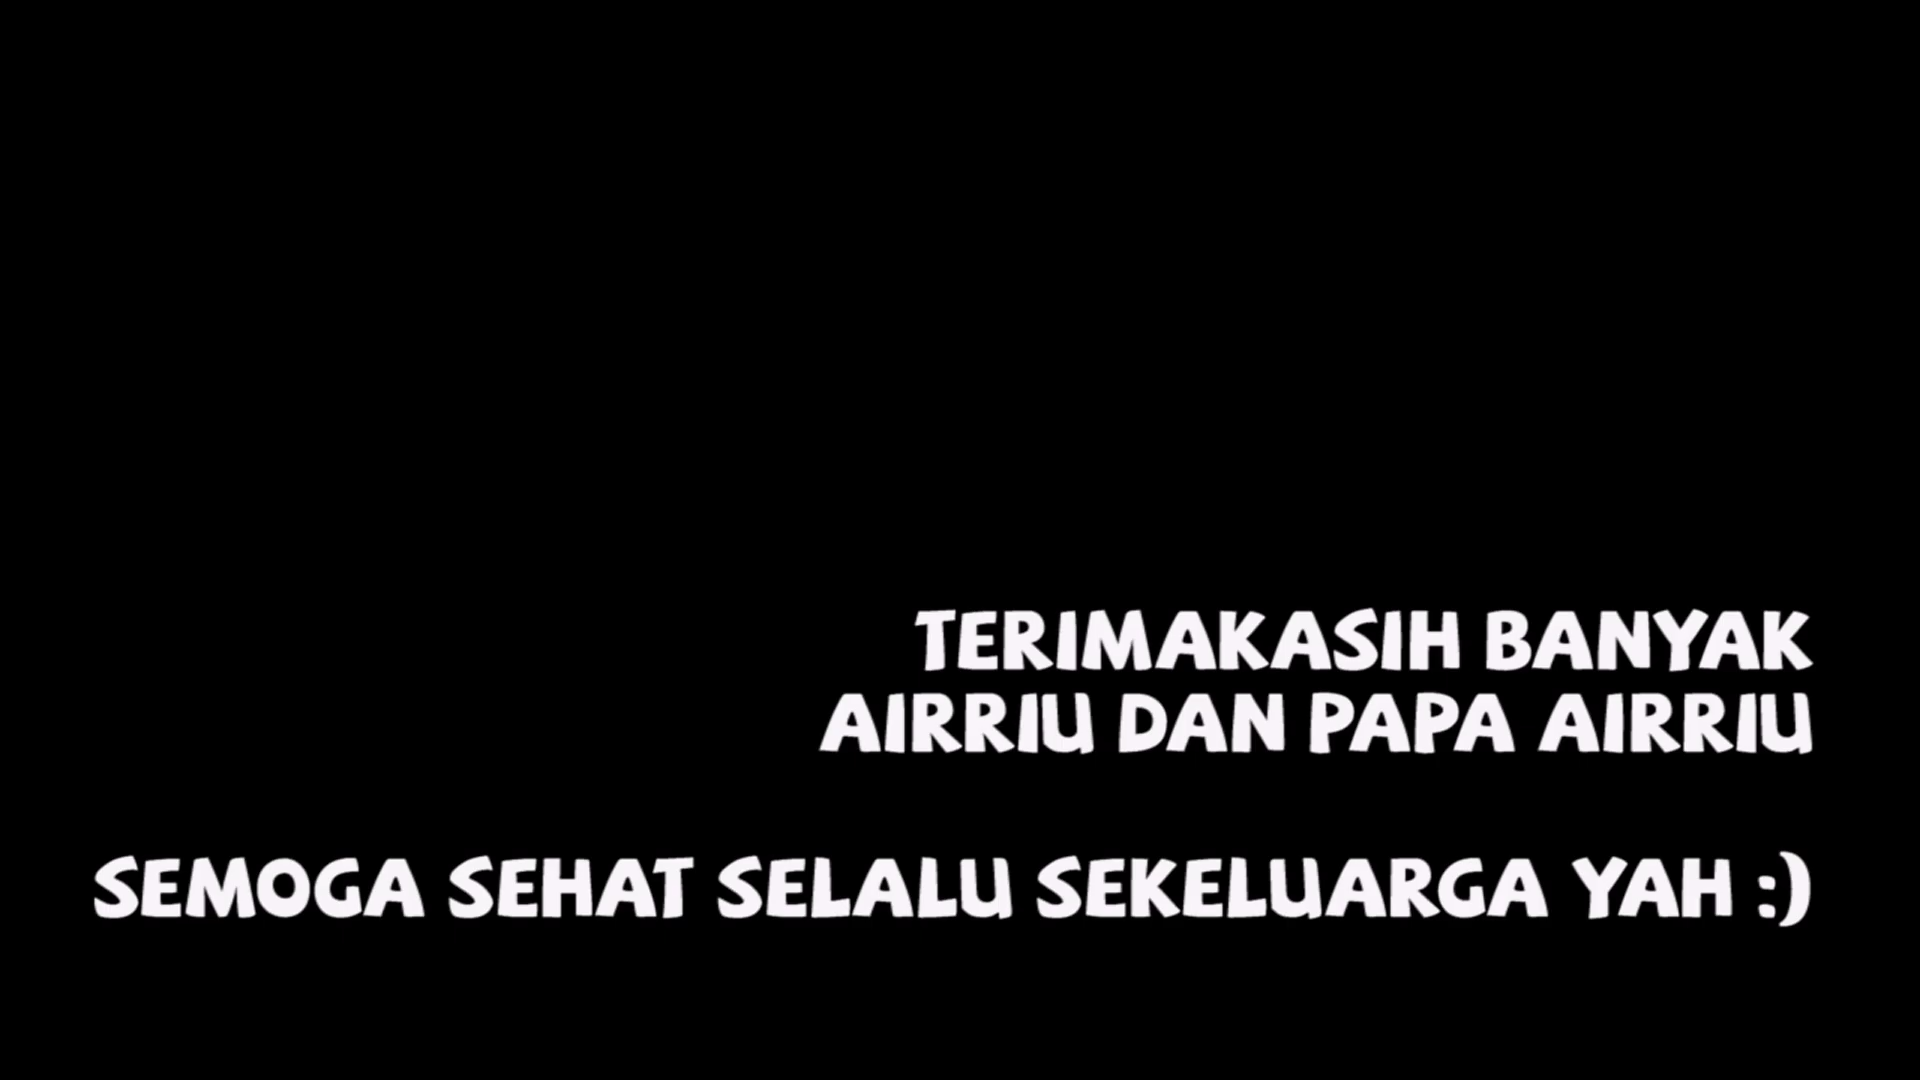 TERIMAKASIH BANYAK
AIRRIU DAN PAPA AIRRIU
SEMOGA SEHAT SELALU SEKELUARGA YAH :)